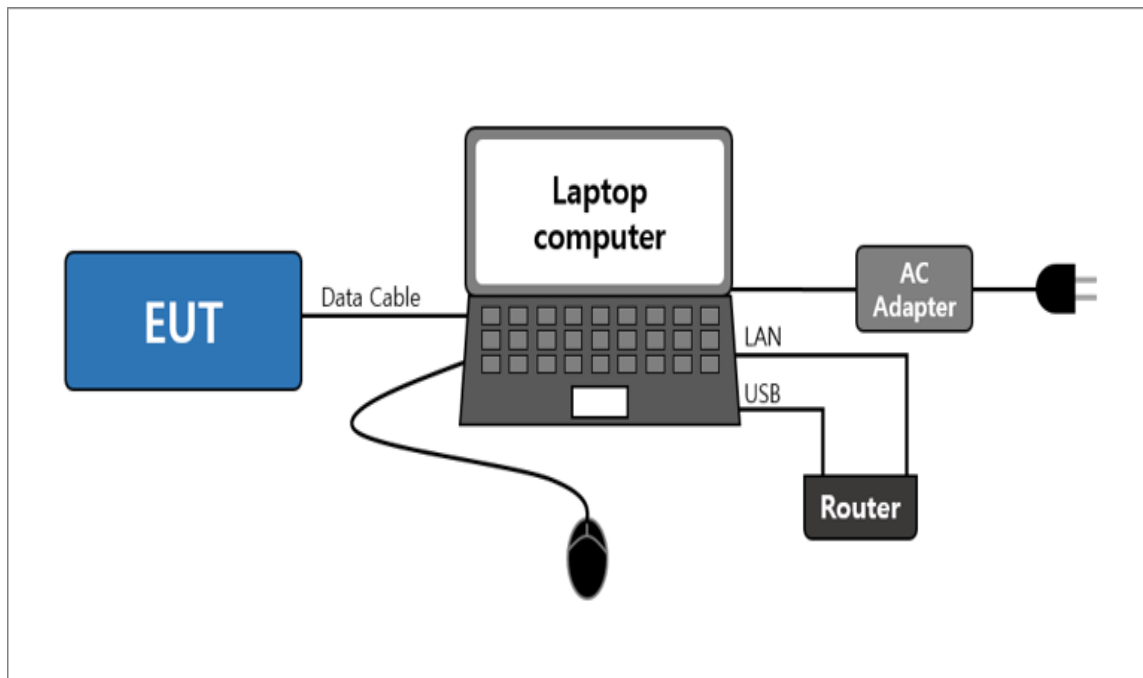 Laptop
computer
EUT
Data Cable
AC
Adapter
LAN
USB
Router